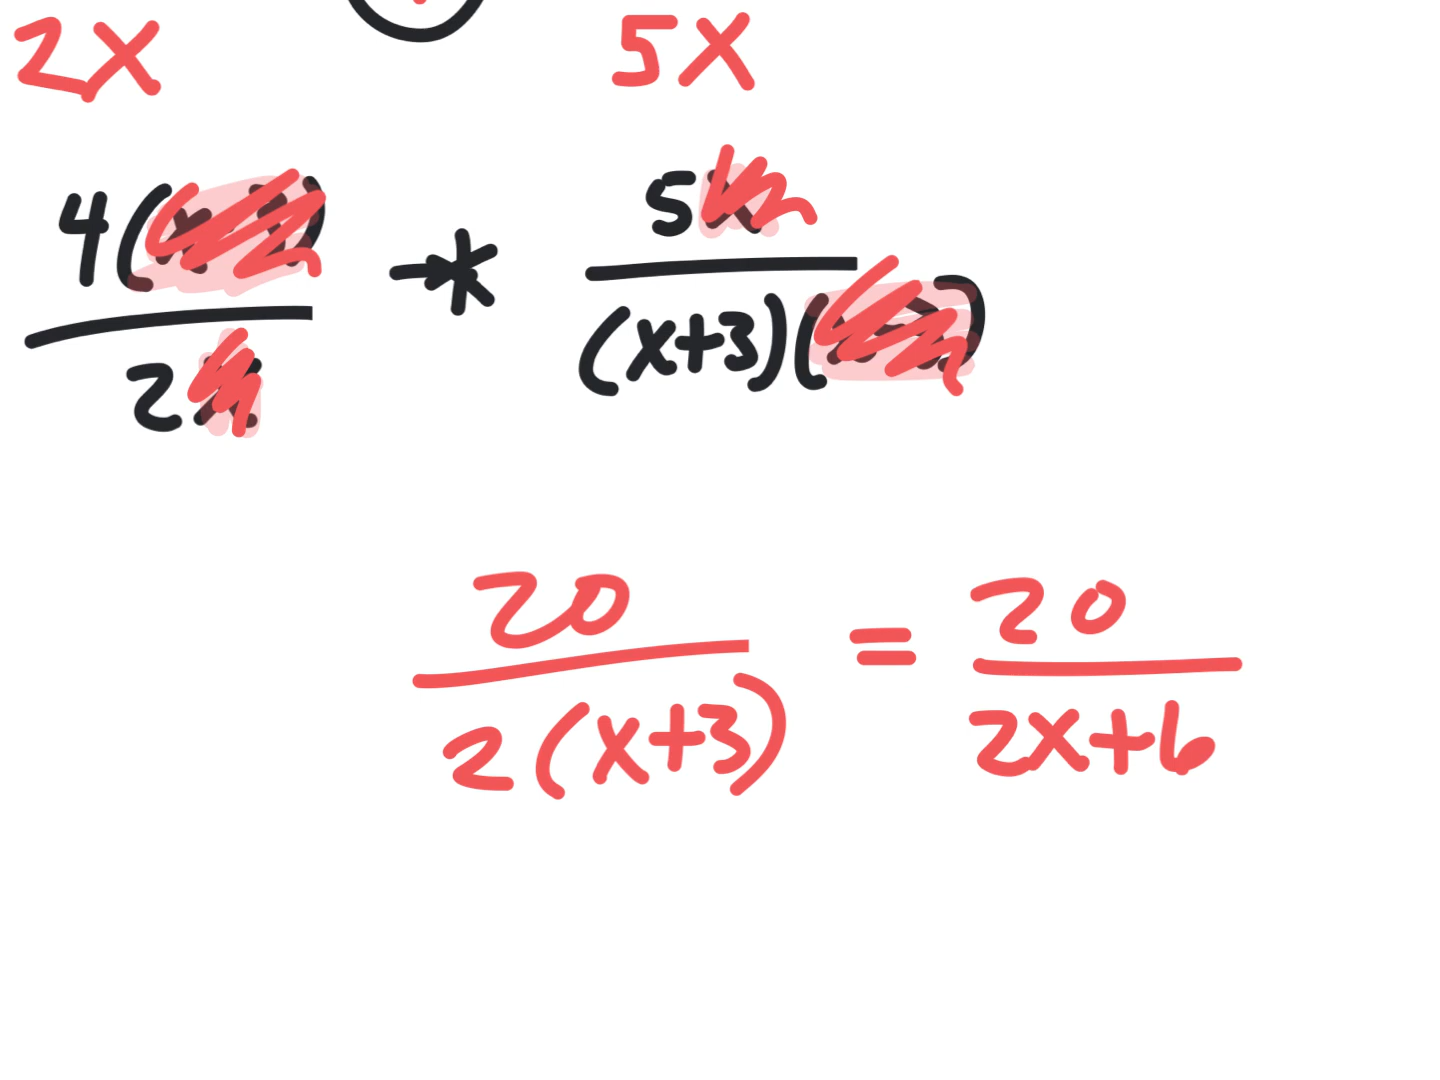 2x 5x
4( ) * 5
2 (x+3)( )
20 = 20
2(x+3) 2x+6